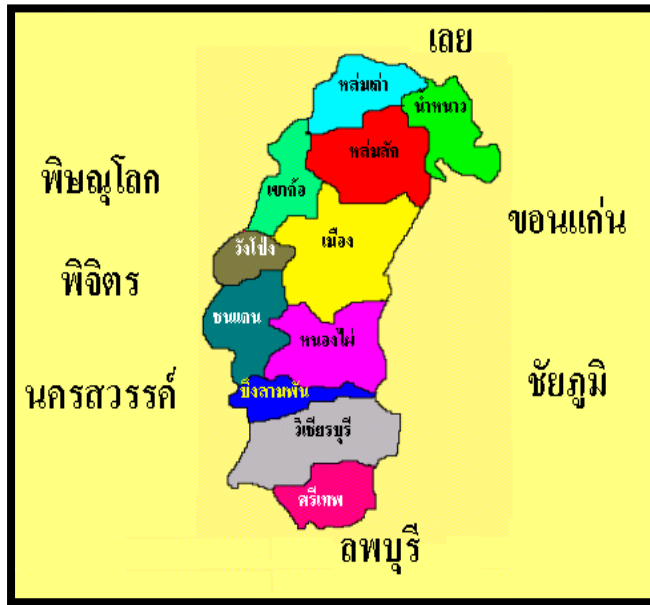 เลย
หล่มเก่า
น้ำหนาว
หล่มสัก
พิษณุโลก
เขาค้อ
ขอนแก่น
วังโป่ง
เมือง
พิจิตร
ชนแดน
หนองไผ่
นครสวรรค์
บึงสามพัน
ชัยภูมิ
วิเชียรบุรี
ศรีเทพ
ลพบุรี